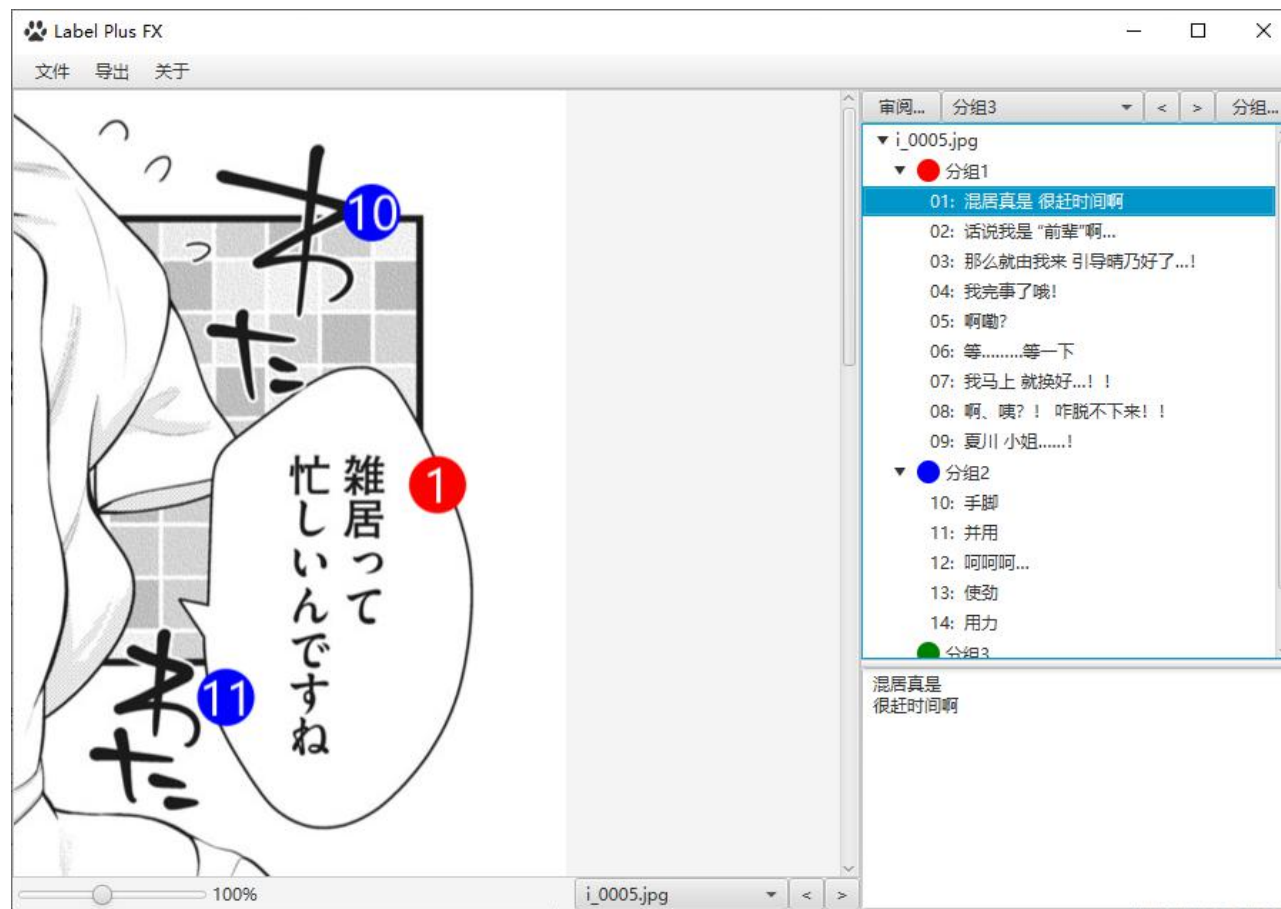 Label Plus FX
文件 导出 关于
わた
10
雑居って
忙しいんですね
1
わた
11
100%
i_0005.jpg
< >
审阅... 分组3 < > 分组...
i_0005.jpg
分组1
01: 混居真是 很赶时间啊
02: 话说我是 “前辈”啊...
03: 那么就由我来 引导晴乃好了...!
04: 我完事了哦!
05: 啊嘞?
06: 等.........等一下
07: 我马上 就换好...! !
08: 啊、咦? ! 咋脱不下来! !
09: 夏川 小姐......!
分组2
10: 手脚
11: 并用
12: 呵呵呵...
13: 使劲
14: 用力
分组3
混居真是
很赶时间啊